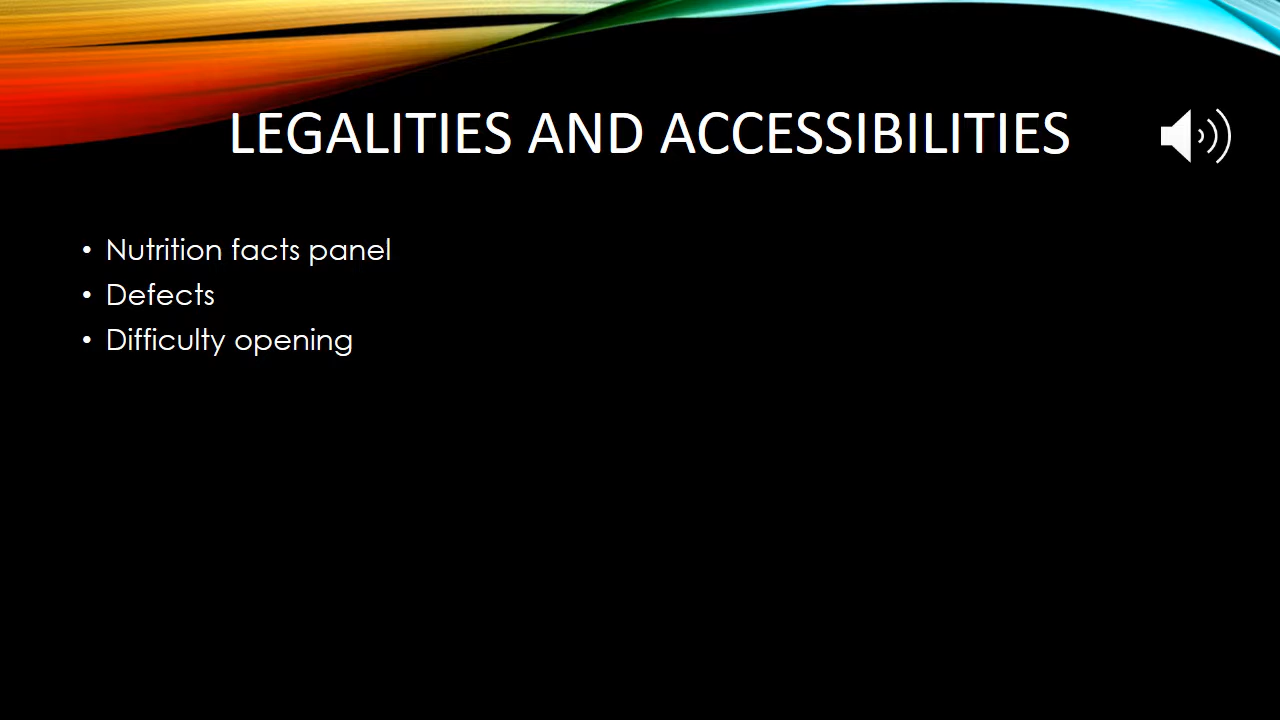 LEGALITIES AND ACCESSIBILITIES
• Nutrition facts panel
• Defects
• Difficulty opening